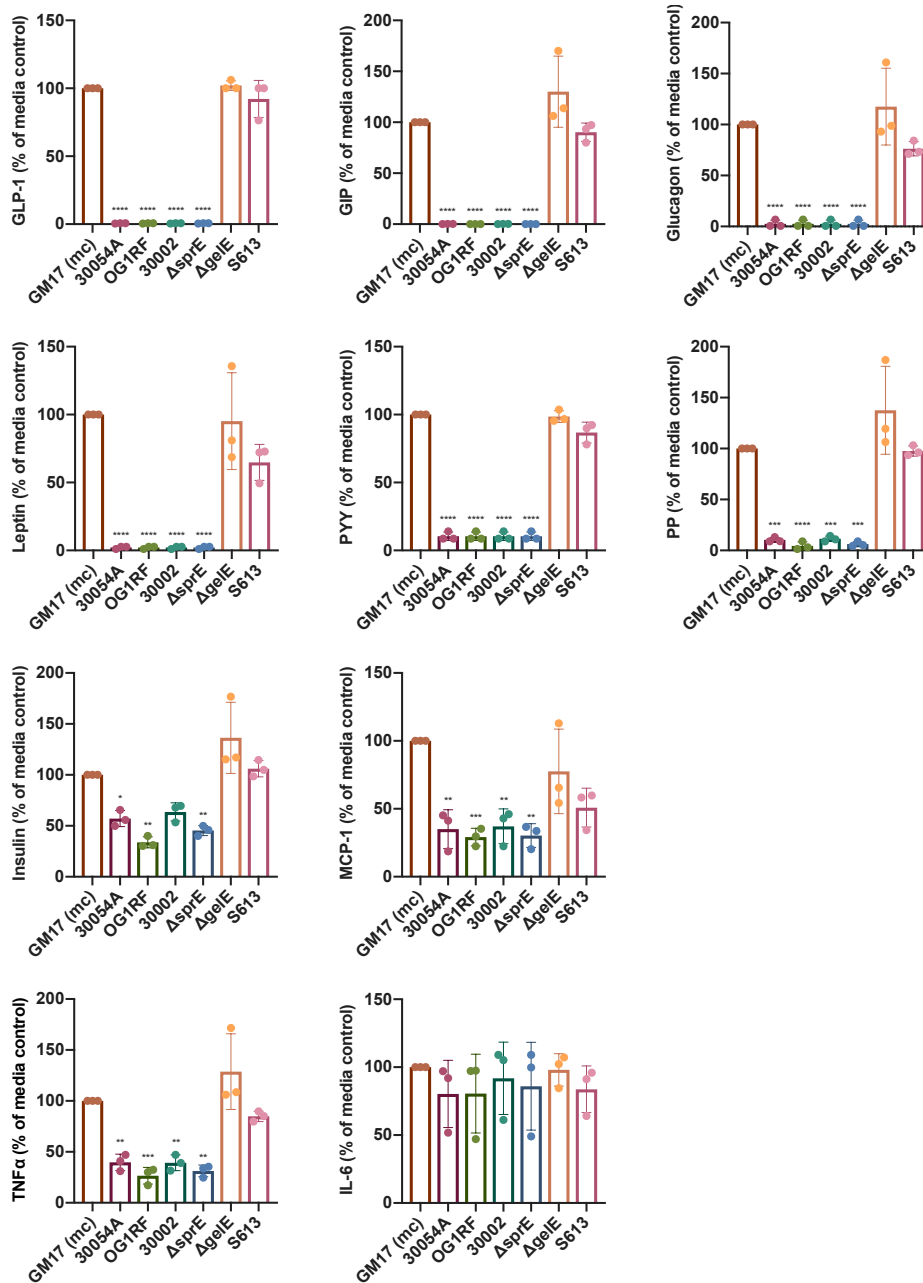 GLP-1 (% of media control)
150
100
50
0
**** **** **** ****
GM17 (mc) 30054A OG1RF 30002 ΔsprE ΔgelE S613
GIP (% of media control)
200
150
100
50
0
**** **** **** ****
GM17 (mc) 30054A OG1RF 30002 ΔsprE ΔgelE S613
Glucagon (% of media control)
200
150
100
50
0
**** **** **** ****
GM17 (mc) 30054A OG1RF 30002 ΔsprE ΔgelE S613
Leptin (% of media control)
150
100
50
0
**** **** **** ****
GM17 (mc) 30054A OG1RF 30002 ΔsprE ΔgelE S613
PYY (% of media control)
150
100
50
0
**** **** **** ****
GM17 (mc) 30054A OG1RF 30002 ΔsprE ΔgelE S613
PP (% of media control)
200
150
100
50
0
*** **** *** ***
GM17 (mc) 30054A OG1RF 30002 ΔsprE ΔgelE S613
Insulin (% of media control)
200
150
100
50
0
* ** **
GM17 (mc) 30054A OG1RF 30002 ΔsprE ΔgelE S613
MCP-1 (% of media control)
150
100
50
0
** *** ** **
GM17 (mc) 30054A OG1RF 30002 ΔsprE ΔgelE S613
TNFα (% of media control)
200
150
100
50
0
** *** ** **
GM17 (mc) 30054A OG1RF 30002 ΔsprE ΔgelE S613
IL-6 (% of media control)
150
100
50
0
GM17 (mc) 30054A OG1RF 30002 ΔsprE ΔgelE S613